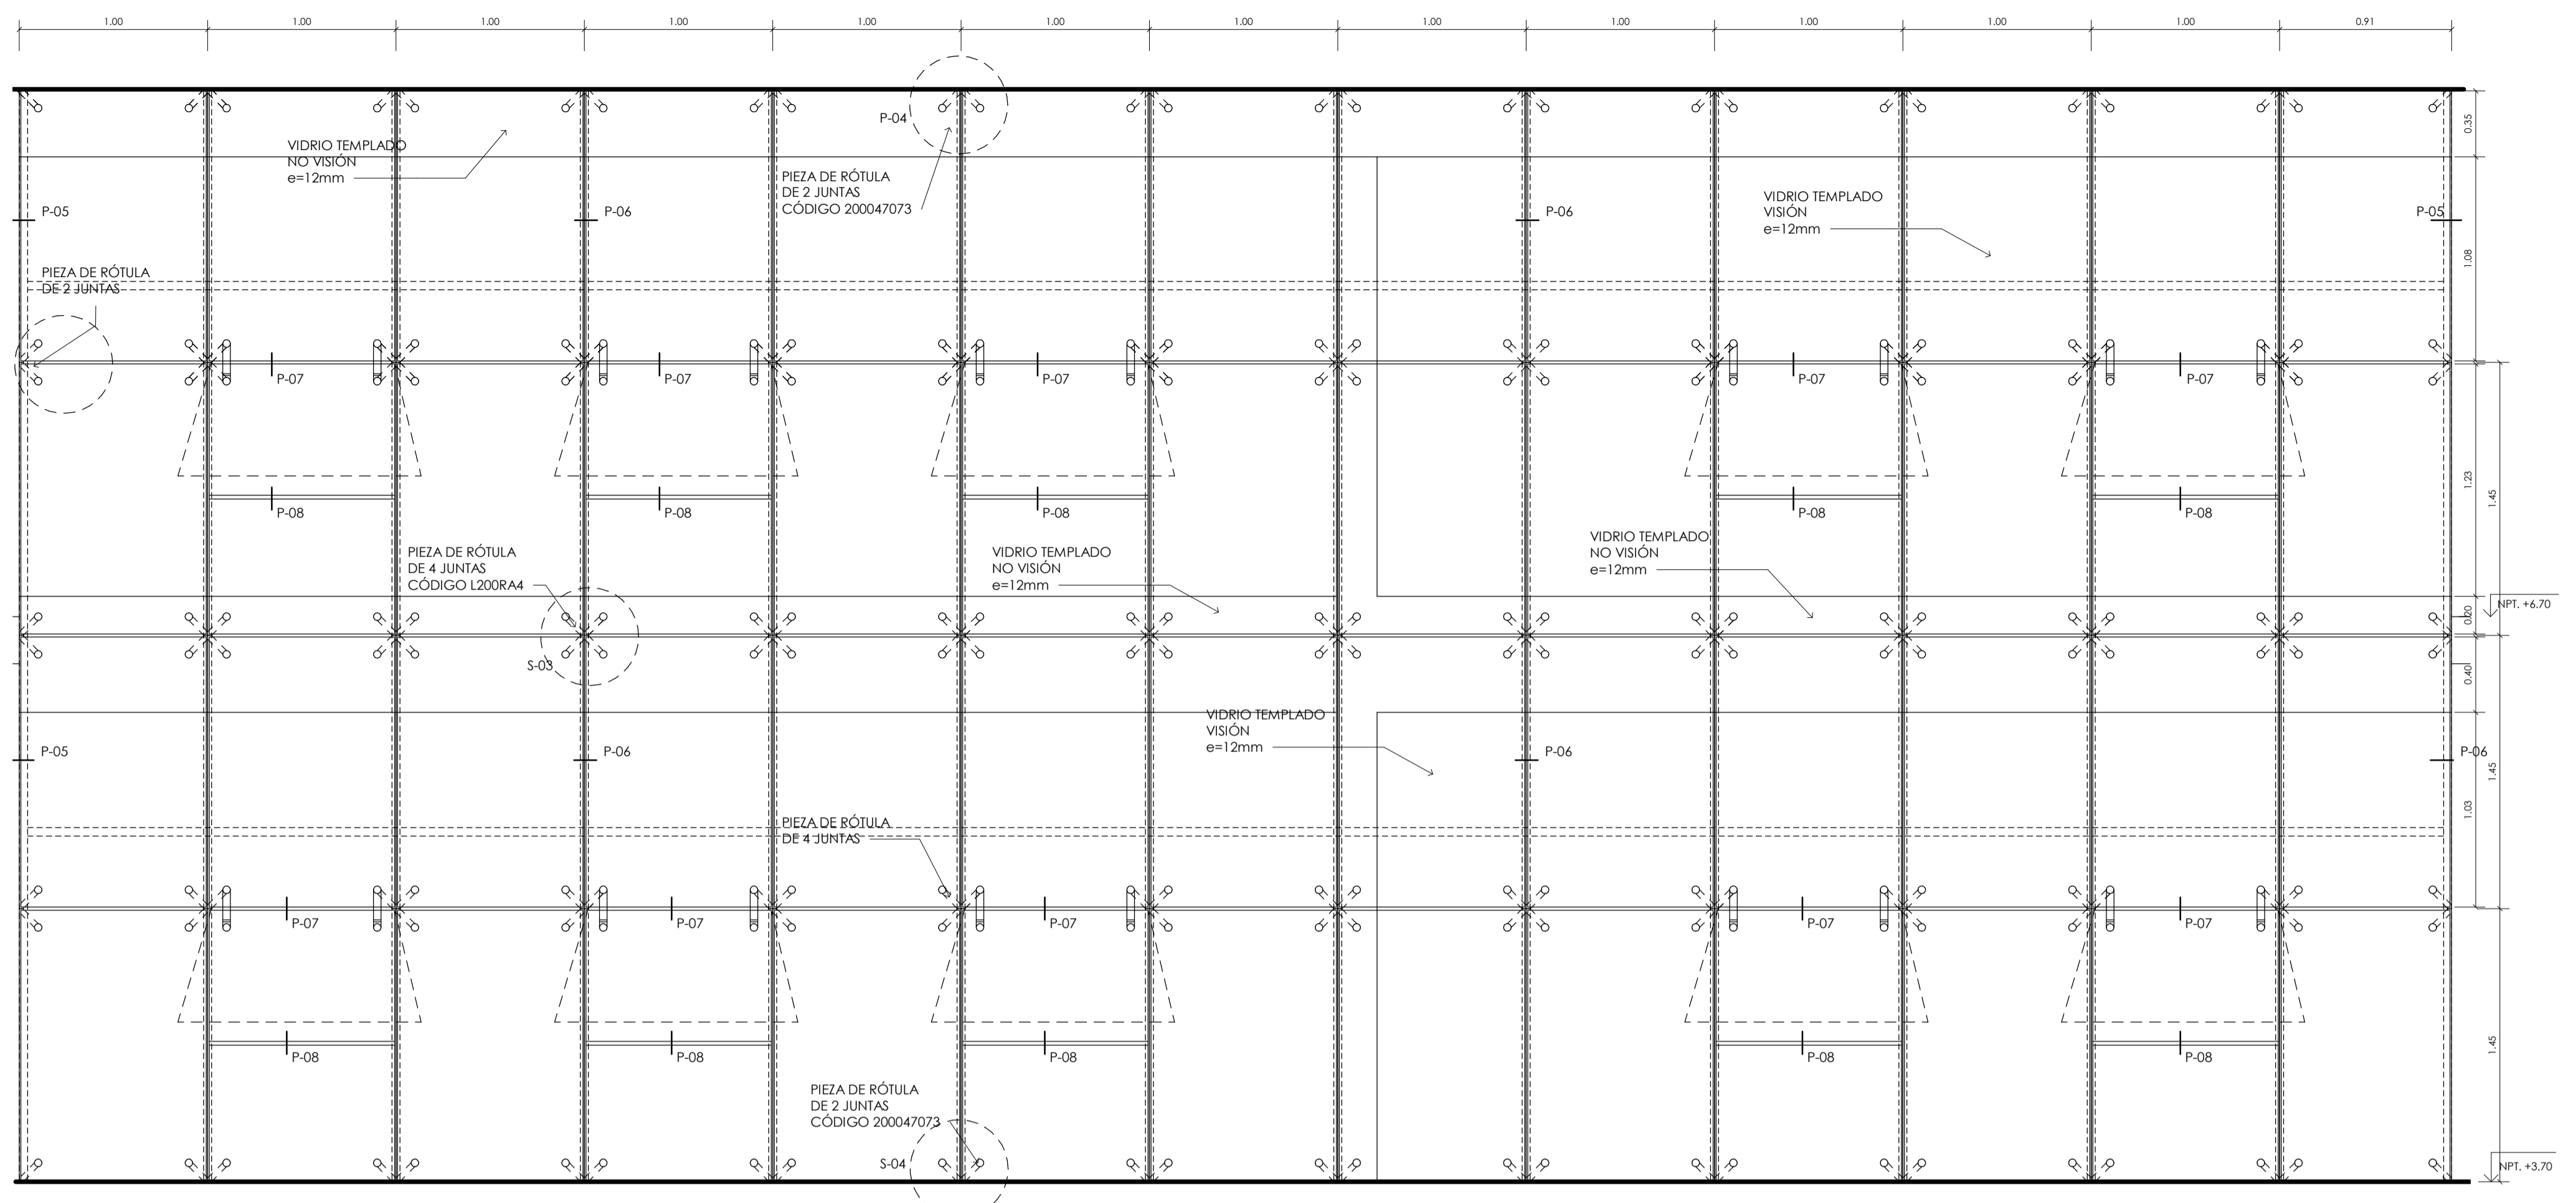 1.00 1.00 1.00 1.00 1.00 1.00 1.00 1.00 1.00 1.00 1.00 1.00 0.91
P-04
0.35
VIDRIO TEMPLADO
NO VISIÓN
e=12mm
PIEZA DE RÓTULA
DE 2 JUNTAS
CÓDIGO 200047073
VIDRIO TEMPLADO
VISIÓN
e=12mm
P-05 P-06 P-06 P-05
1.08
PIEZA DE RÓTULA
DE 2 JUNTAS
P-07 P-07 P-07 P-07 P-07
1.23
1.45
P-08 P-08 P-08 P-08 P-08
PIEZA DE RÓTULA
DE 4 JUNTAS
CÓDIGO L200RA4
VIDRIO TEMPLADO
NO VISIÓN
e=12mm
VIDRIO TEMPLADO
NO VISIÓN
e=12mm
NPT. +6.70
0.20
S-03
0.40
VIDRIO TEMPLADO
VISIÓN
e=12mm
P-05 P-06 P-06 P-06
1.45
1.03
PIEZA DE RÓTULA
DE 4 JUNTAS
P-07 P-07 P-07 P-07 P-07
P-08 P-08 P-08 P-08 P-08
1.45
PIEZA DE RÓTULA
DE 2 JUNTAS
CÓDIGO 200047073
S-04
NPT. +3.70